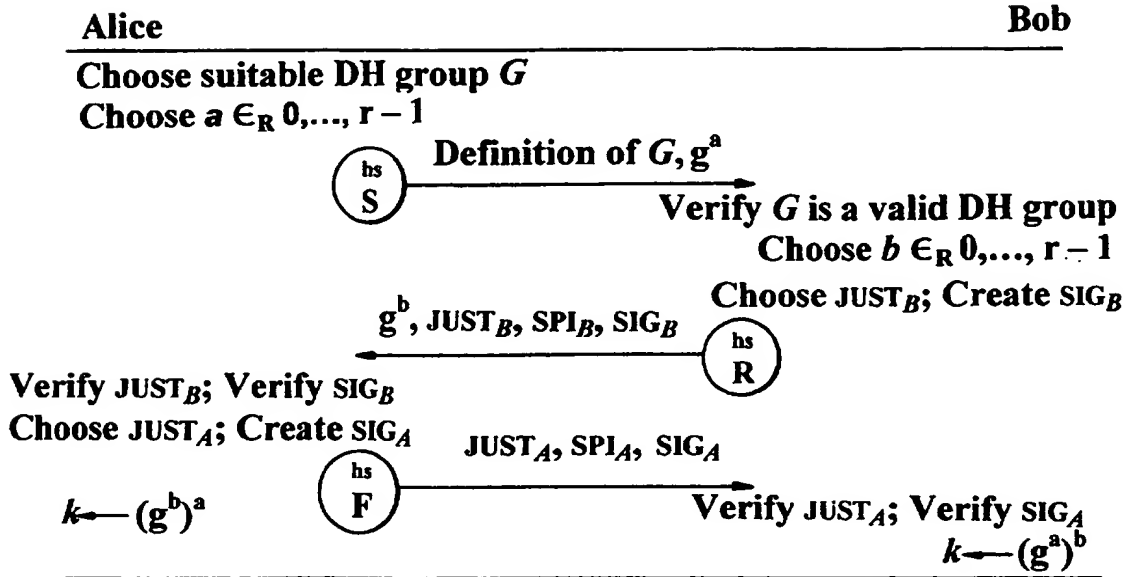 Alice Bob
Choose suitable DH group G
Choose a ∈R 0,..., r – 1
Definition of G, g^a
hs
S
Verify G is a valid DH group
Choose b ∈R 0,..., r – 1
Choose JUST_B; Create SIG_B
g^b, JUST_B, SPI_B, SIG_B
hs
R
Verify JUST_B; Verify SIG_B
Choose JUST_A; Create SIG_A
JUST_A, SPI_A, SIG_A
hs
F
k ← (g^b)^a
Verify JUST_A; Verify SIG_A
k ← (g^a)^b